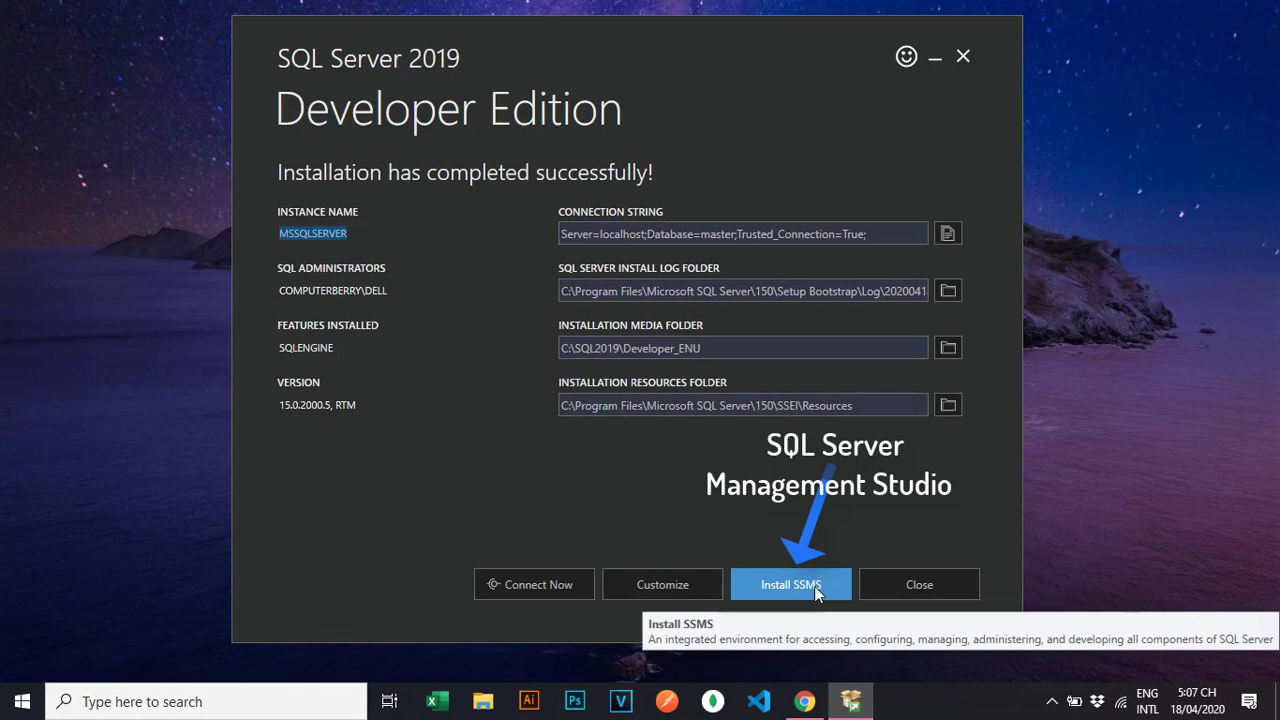 SQL Server 2019
Developer Edition
Installation has completed successfully!
INSTANCE NAME
MSSQLSERVER
CONNECTION STRING
Server=localhost;Database=master;Trusted_Connection=True;
SQL ADMINISTRATORS
COMPUTERBERRY\DELL
SQL SERVER INSTALL LOG FOLDER
C:\Program Files\Microsoft SQL Server\150\Setup Bootstrap\Log\2020041
FEATURES INSTALLED
SQLENGINE
INSTALLATION MEDIA FOLDER
C:\SQL2019\Developer_ENU
VERSION
15.0.2000.5, RTM
INSTALLATION RESOURCES FOLDER
C:\Program Files\Microsoft SQL Server\150\SSEI\Resources
SQL Server
Management Studio
Connect Now
Customize
Install SSMS
Close
Install SSMS
An integrated environment for accessing, configuring, managing, administering, and developing all components of SQL Server
Type here to search
Ai
Ps
V
ENG
INTL
5:07 CH
18/04/2020